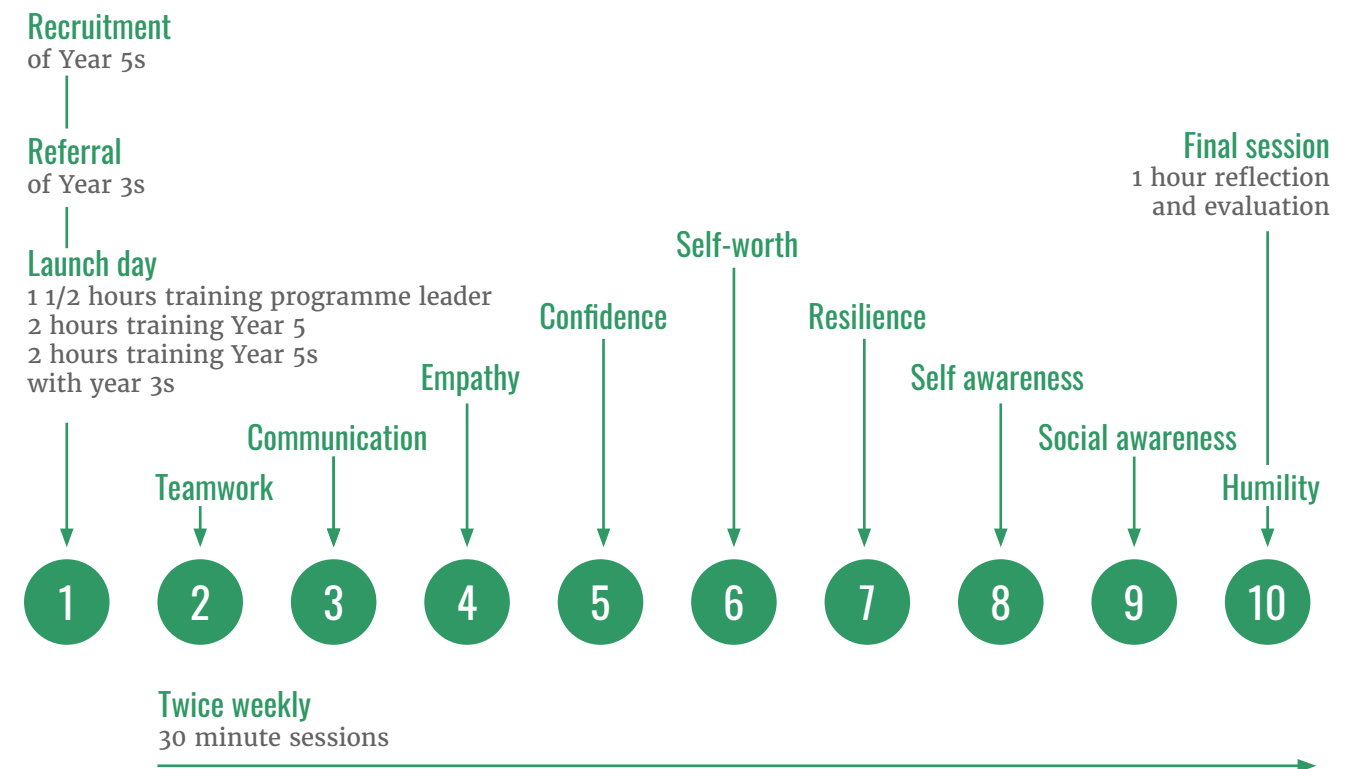 Recruitment
of Year 5s
Referral
of Year 3s
Launch day
1 1/2 hours training programme leader
2 hours training Year 5
2 hours training Year 5s
with year 3s
Teamwork
Communication
Empathy
Confidence
Self-worth
Resilience
Self awareness
Social awareness
Final session
1 hour reflection
and evaluation
Humility
1
2
3
4
5
6
7
8
9
10
Twice weekly
30 minute sessions